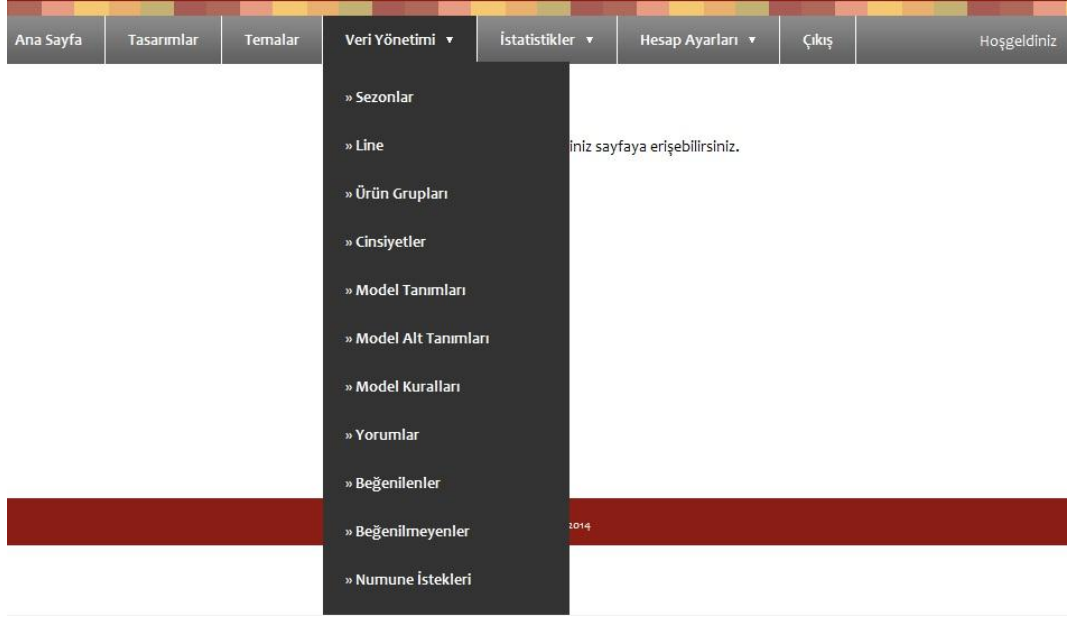 Ana Sayfa Tasarımlar Temalar Veri Yönetimi ▼ İstatistikler ▼ Hesap Ayarları ▼ Çıkış Hoşgeldiniz
» Sezonlar
» Line
iniz sayfaya erişebilirsiniz.
» Ürün Grupları
» Cinsiyetler
» Model Tanımları
» Model Alt Tanımları
» Model Kuralları
» Yorumlar
» Beğenilenler
2014
» Beğenilmeyenler
» Numune İstekleri